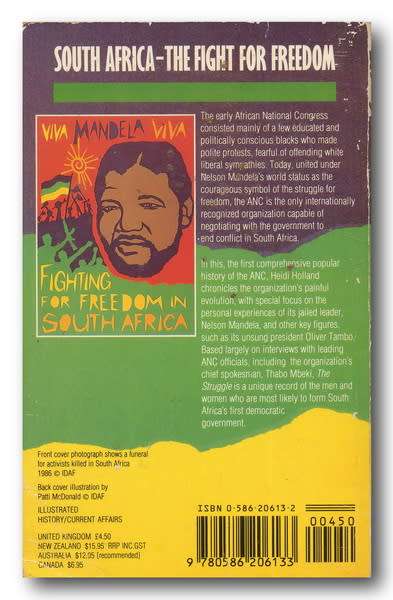 SOUTH AFRICA–THE FIGHT FOR FREEDOM
VIVA MANDELA VIVA
FIGHTING
FOR FREEDOM IN
SOUTH AFRICA
The early African National Congress
consisted mainly of a few educated and
politically conscious blacks who made
polite protests, fearful of offending white
liberal sympathies. Today, united under
Nelson Mandela's world status as the
courageous symbol of the struggle for
freedom, the ANC is the only internationally
recognized organization capable of
negotiating with the government to
end conflict in South Africa.
In this, the first comprehensive popular
history of the ANC, Heidi Holland
chronicles the organization's painful
evolution, with special focus on the
personal experiences of its jailed leader,
Nelson Mandela, and other key figures,
such as its unsung president Oliver Tambo.
Based largely on interviews with leading
ANC officials, including the organization's
chief spokesman, Thabo Mbeki, The
Struggle is a unique record of the men and
women who are most likely to form South
Africa's first democratic
government.
Front cover photograph shows a funeral
for activists killed in South Africa
1986 © IDAF
Back cover illustration by
Patti McDonald © IDAF
ILLUSTRATED
HISTORY/CURRENT AFFAIRS
UNITED KINGDOM £4.50
NEW ZEALAND $15.95 RRP INC.GST
AUSTRALIA $12.95 (recommended)
CANADA $6.95
ISBN 0-586-20613-2
00450
9 780586 206133